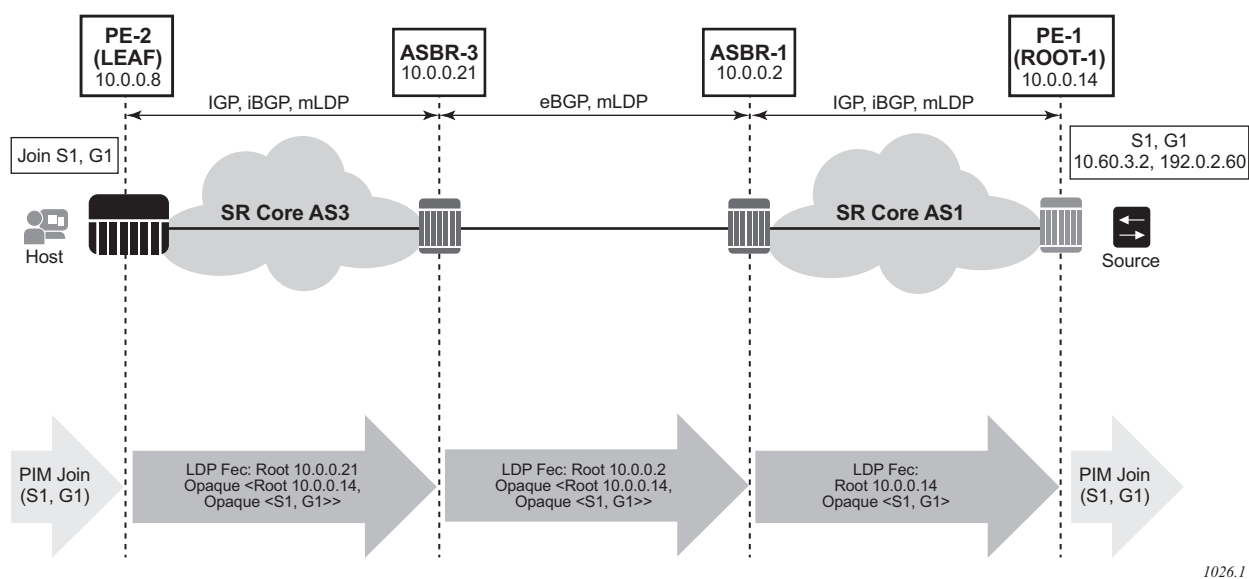 PE-2
(LEAF)
10.0.0.8
ASBR-3
10.0.0.21
ASBR-1
10.0.0.2
PE-1
(ROOT-1)
10.0.0.14
IGP, iBGP, mLDP
eBGP, mLDP
IGP, iBGP, mLDP
Join S1, G1
S1, G1
10.60.3.2, 192.0.2.60
SR Core AS3
SR Core AS1
Host
Source
PIM Join
(S1, G1)
LDP Fec: Root 10.0.0.21
Opaque <Root 10.0.0.14,
Opaque <S1, G1>>
LDP Fec: Root 10.0.0.2
Opaque <Root 10.0.0.14,
Opaque <S1, G1>>
LDP Fec:
Root 10.0.0.14
Opaque <S1, G1>
PIM Join
(S1, G1)
1026.1